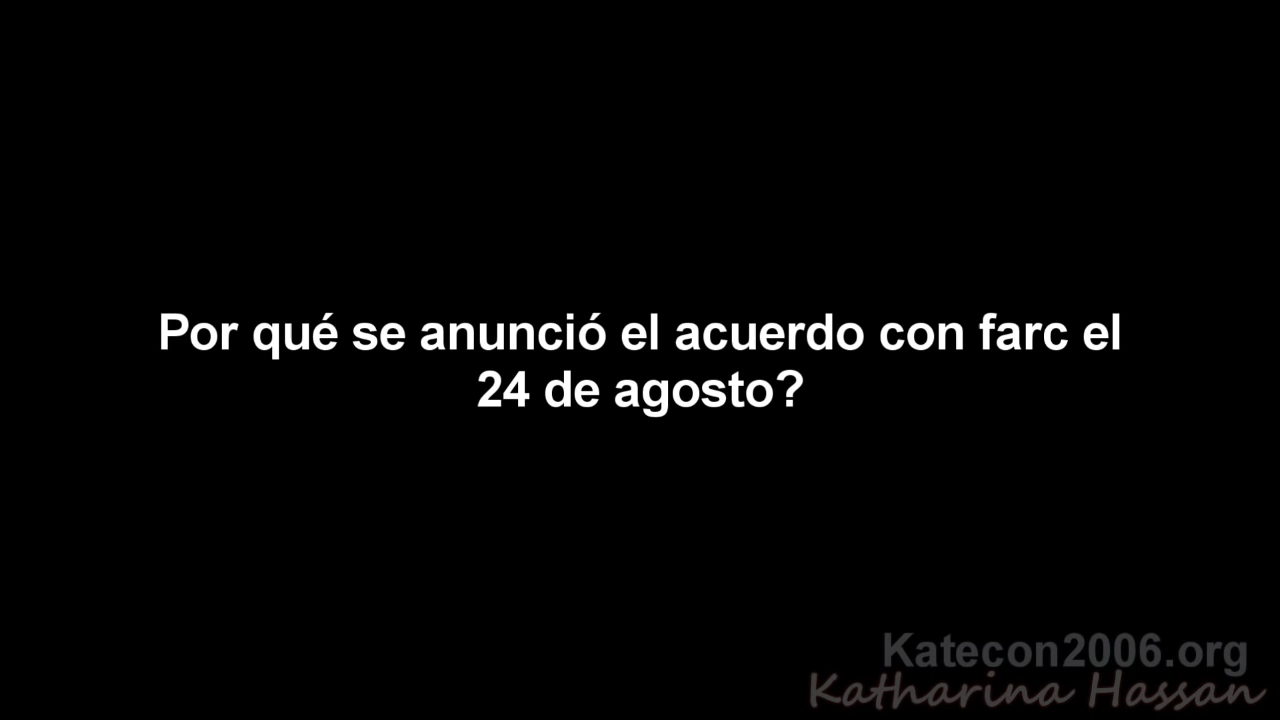 Por qué se anunció el acuerdo con farc el
24 de agosto?
Katecon2006.org
Katharina Hassan